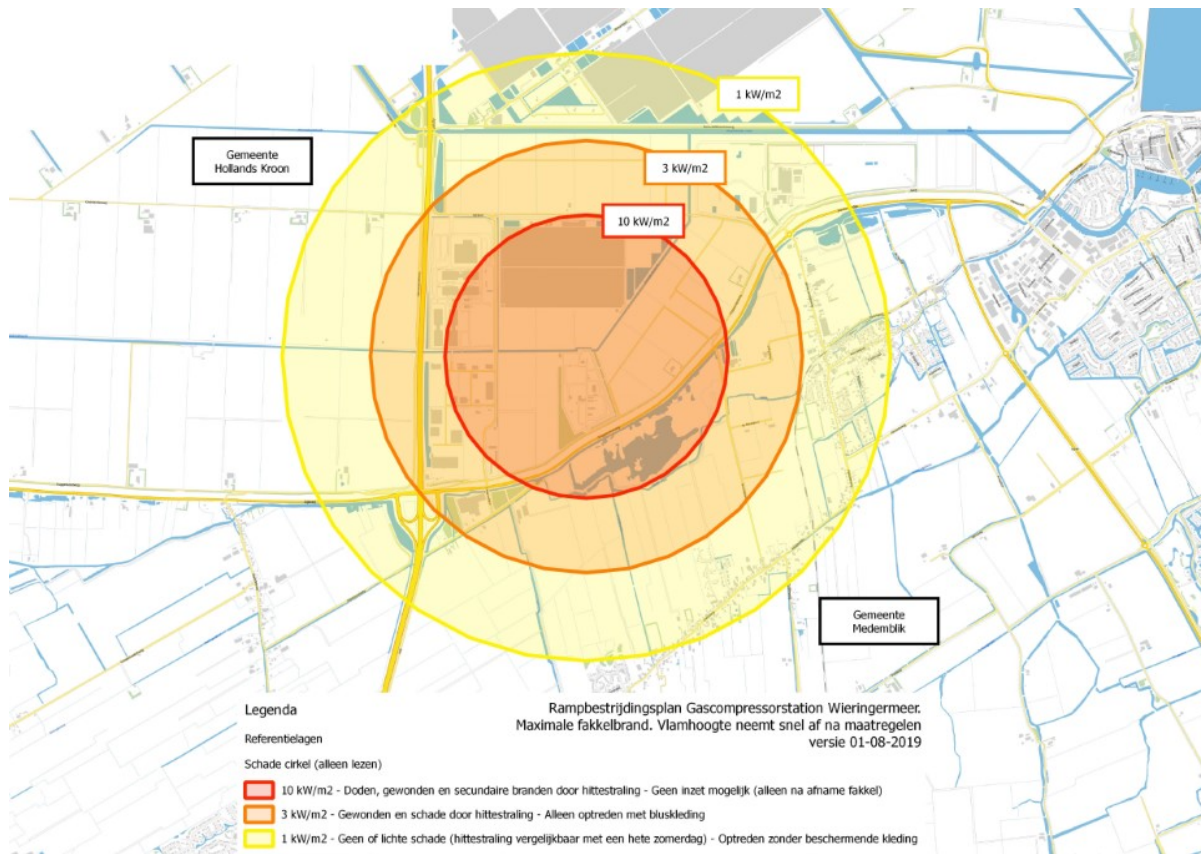 1 kW/m2
Gemeente
Hollands Kroon
3 kW/m2
10 kW/m2
Gemeente
Medemblik
Legenda
Referentielagen
Schade cirkel (alleen lezen)
Rampbestrijdingsplan Gascompressorstation Wieringermeer.
Maximale fakkelbrand. Vlamhoogte neemt snel af na maatregelen
versie 01-08-2019
10 kW/m2 - Doden, gewonden en secundaire branden door hittestraling - Geen inzet mogelijk (alleen na afname fakkel)
3 kW/m2 - Gewonden en schade door hittestraling - Alleen optreden met bluskleding
1 kW/m2 - Geen of lichte schade (hittestraling vergelijkbaar met een hete zomerdag) - Optreden zonder beschermende kleding